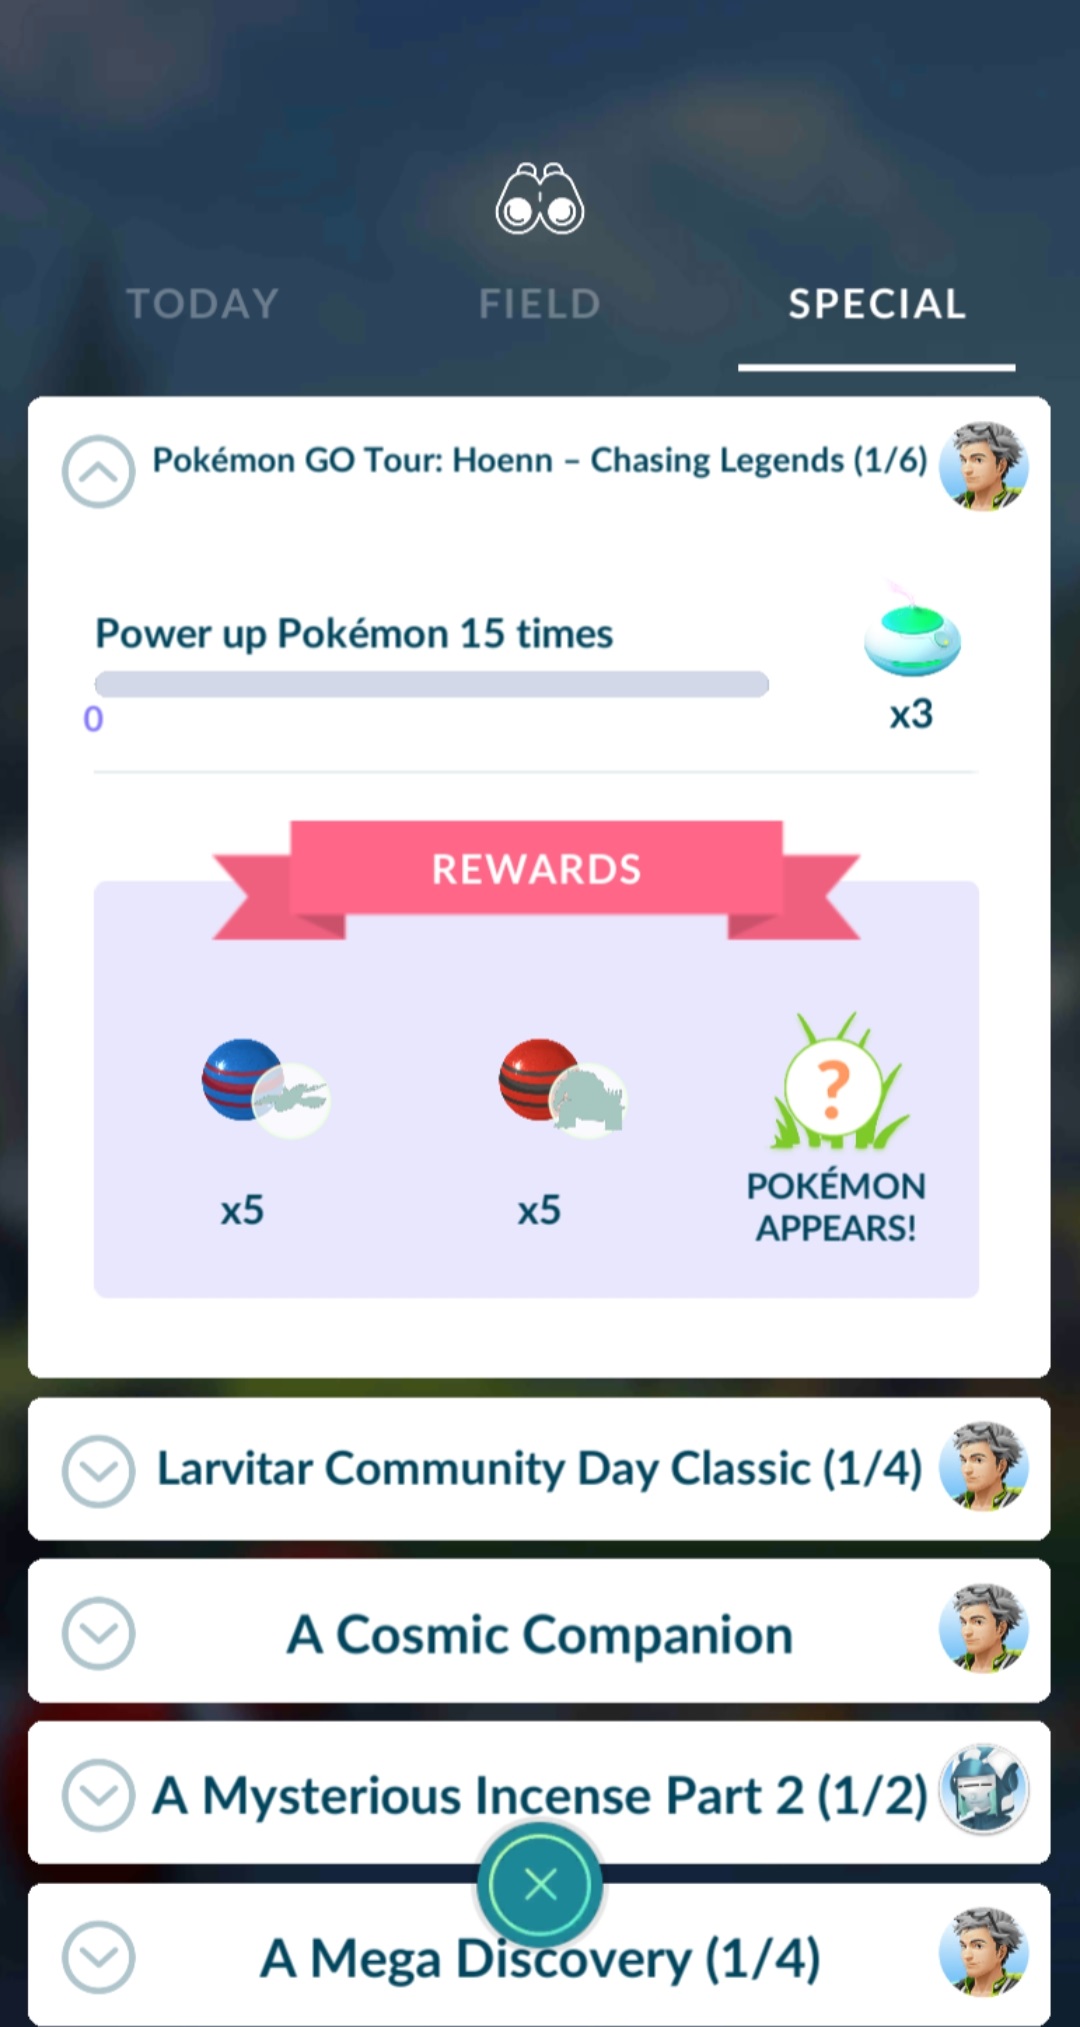 TODAY
FIELD
SPECIAL
Pokémon GO Tour: Hoenn – Chasing Legends (1/6)
Power up Pokémon 15 times
0
x3
REWARDS
?
x5
x5
POKÉMON
APPEARS!
Larvitar Community Day Classic (1/4)
A Cosmic Companion
A Mysterious Incense Part 2 (1/2)
A Mega Discovery (1/4)